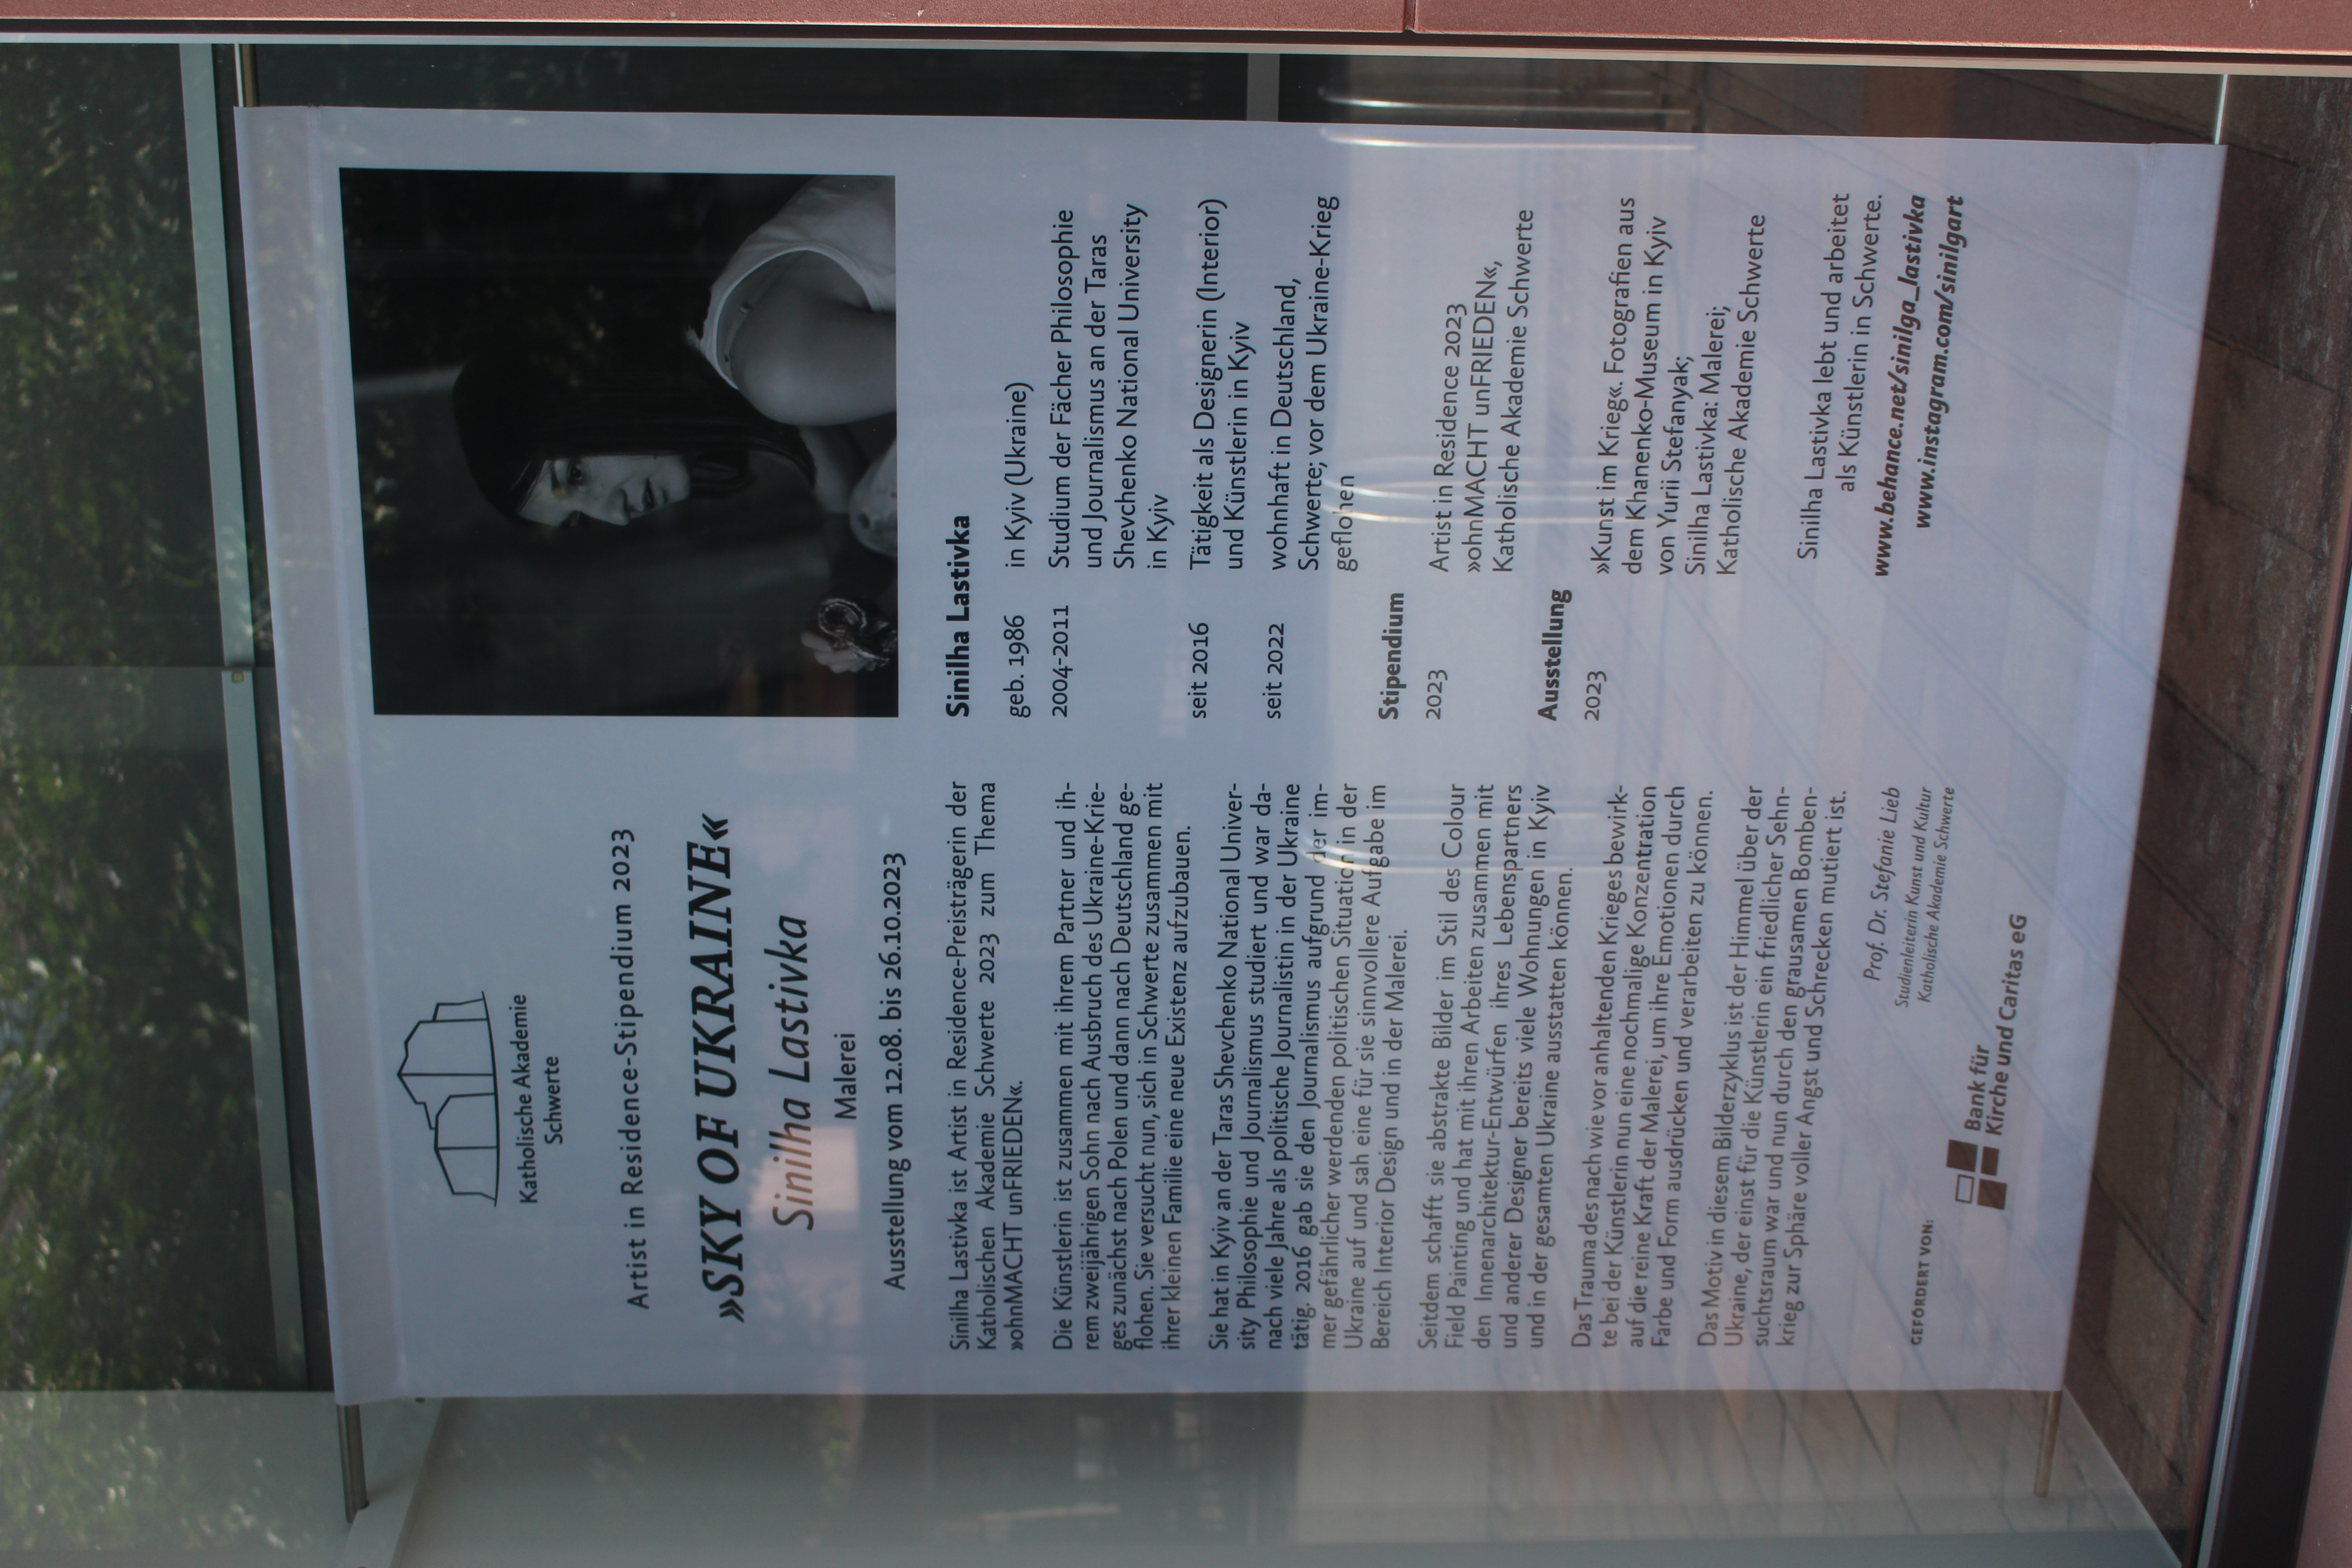 Katholische Akademie
Schwerte
Artist in Residence-Stipendium 2023
»SKY OF UKRAINE«
Sinilha Lastivka
Malerei
Ausstellung vom 12.08. bis 26.10.2023
Sinilha Lastivka ist Artist in Residence-Preisträgerin der
Katholischen Akademie Schwerte 2023 zum Thema
»ohnMACHT unFRIEDEN«.
Die Künstlerin ist zusammen mit ihrem Partner und ih-
rem zweijährigen Sohn nach Ausbruch des Ukraine-Krie-
ges zunächst nach Polen und dann nach Deutschland ge-
flohen. Sie versucht nun, sich in Schwerte zusammen mit
ihrer kleinen Familie eine neue Existenz aufzubauen.
Sie hat in Kyiv an der Taras Shevchenko National Univer-
sity Philosophie und Journalismus studiert und war da-
nach viele Jahre als politische Journalistin in der Ukraine
tätig. 2016 gab sie den Journalismus aufgrund der im-
mer gefährlicher werdenden politischen Situation in der
Ukraine auf und sah eine für sie sinnvollere Aufgabe im
Bereich Interior Design und in der Malerei.
Seitdem schafft sie abstrakte Bilder im Stil des Colour
Field Painting und hat mit ihren Arbeiten zusammen mit
den Innenarchitektur-Entwürfen ihres Lebenspartners
und anderer Designer bereits viele Wohnungen in Kyiv
und in der gesamten Ukraine ausstatten können.
Das Trauma des nach wie vor anhaltenden Krieges bewirk-
te bei der Künstlerin nun eine nochmalige Konzentration
auf die reine Kraft der Malerei, um ihre Emotionen durch
Farbe und Form ausdrücken und verarbeiten zu können.
Das Motiv in diesem Bilderzyklus ist der Himmel über der
Ukraine, der einst für die Künstlerin ein friedlicher Sehn-
suchtsraum war und nun durch den grausamen Bomben-
krieg zur Sphäre voller Angst und Schrecken mutiert ist.
Prof. Dr. Stefanie Lieb
Studienleiterin Kunst und Kultur
Katholische Akademie Schwerte
GEFÖRDERT VON:
Bank für
Kirche und Caritas eG
Sinilha Lastivka
geb. 1986 in Kyiv (Ukraine)
2004-2011 Studium der Fächer Philosophie
und Journalismus an der Taras
Shevchenko National University
in Kyiv
seit 2016 Tätigkeit als Designerin (Interior)
und Künstlerin in Kyiv
seit 2022 wohnhaft in Deutschland,
Schwerte; vor dem Ukraine-Krieg
geflohen
Stipendium
2023 Artist in Residence 2023
»ohnMACHT unFRIEDEN«,
Katholische Akademie Schwerte
Ausstellung
2023 »Kunst im Krieg«. Fotografien aus
dem Khanenko-Museum in Kyiv
von Yurii Stefanyak;
Sinilha Lastivka: Malerei;
Katholische Akademie Schwerte
Sinilha Lastivka lebt und arbeitet
als Künstlerin in Schwerte.
www.behance.net/sinilga_lastivka
www.instagram.com/sinilgart